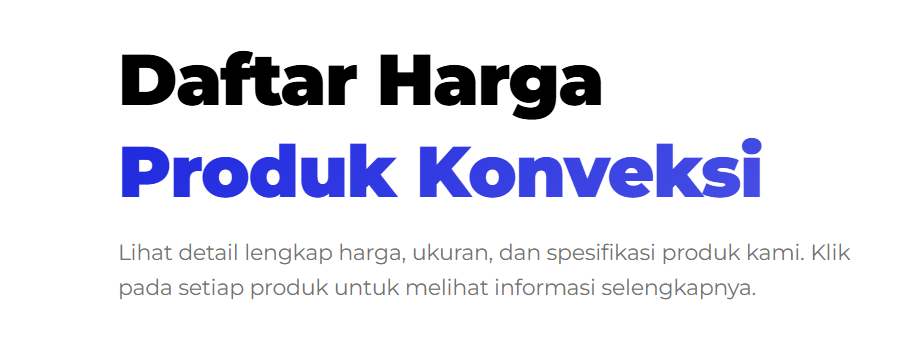 Daftar Harga
Produk Konveksi
Lihat detail lengkap harga, ukuran, dan spesifikasi produk kami. Klik
pada setiap produk untuk melihat informasi selengkapnya.